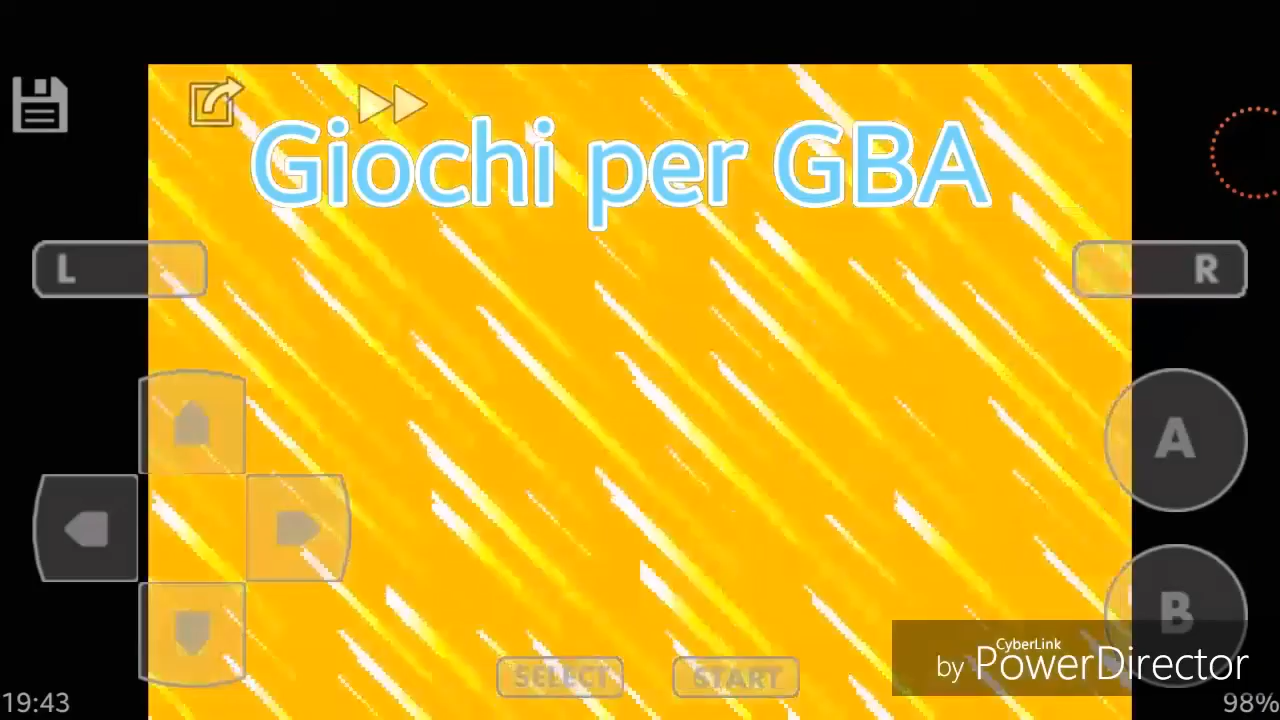 Giochi per GBA
L
R
A
B
SELECT
START
CyberLink
by PowerDirector
19:43
98%